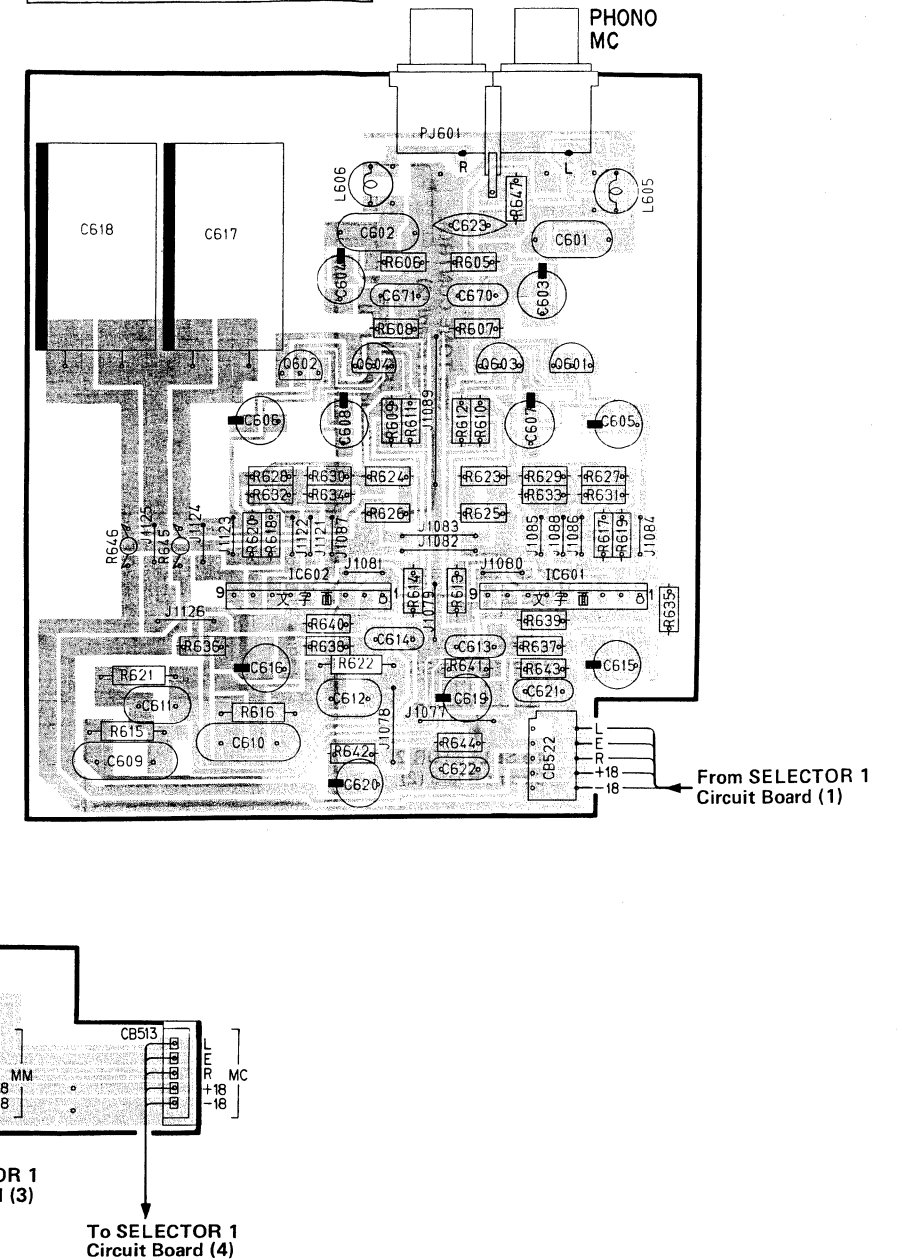 PHONO
MC
PJ601
R
L
L606
R647
L605
C618
C617
C602
C623
C601
C604
R606
R605
C603
C671
C670
R608
R607
Q602
Q604
Q603
Q601
J1089
C606
C608
R609
R611
R612
R610
C607
C605
R628
R630
R624
R623
R629
R627
R632
R634
R633
R631
R626
R625
R646
J1125
R645
J1124
J1123
R620
R618
J1122
J1121
J1087
J1083
J1082
J1085
J1088
J1086
R617
R619
J1084
J1081
J1080
IC602
IC601
R614
J1079
R613
9
文字面
1
9
文字面
1
R635
J1126
R640
R639
C614
R636
R638
C613
R637
C616
R622
R641
R643
C615
R621
C611
C612
C619
C621
R616
J1078
J1077
R615
C610
R642
R644
C609
C620
C622
CB522
L
E
R
+18
-18
From SELECTOR 1
Circuit Board (1)
CB513
L
E
R
+18
-18
MC
MM
8
8
OR 1
(3)
To SELECTOR 1
Circuit Board (4)